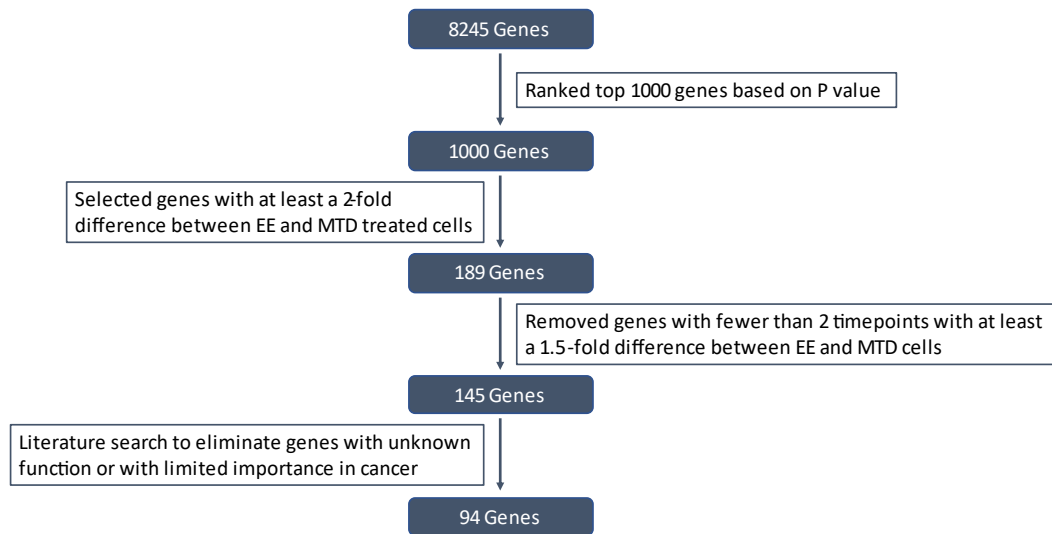 8245 Genes
Ranked top 1000 genes based on P value
1000 Genes
Selected genes with at least a 2-fold
difference between EE and MTD treated cells
189 Genes
Removed genes with fewer than 2 timepoints with at least
a 1.5-fold difference between EE and MTD cells
145 Genes
Literature search to eliminate genes with unknown
function or with limited importance in cancer
94 Genes